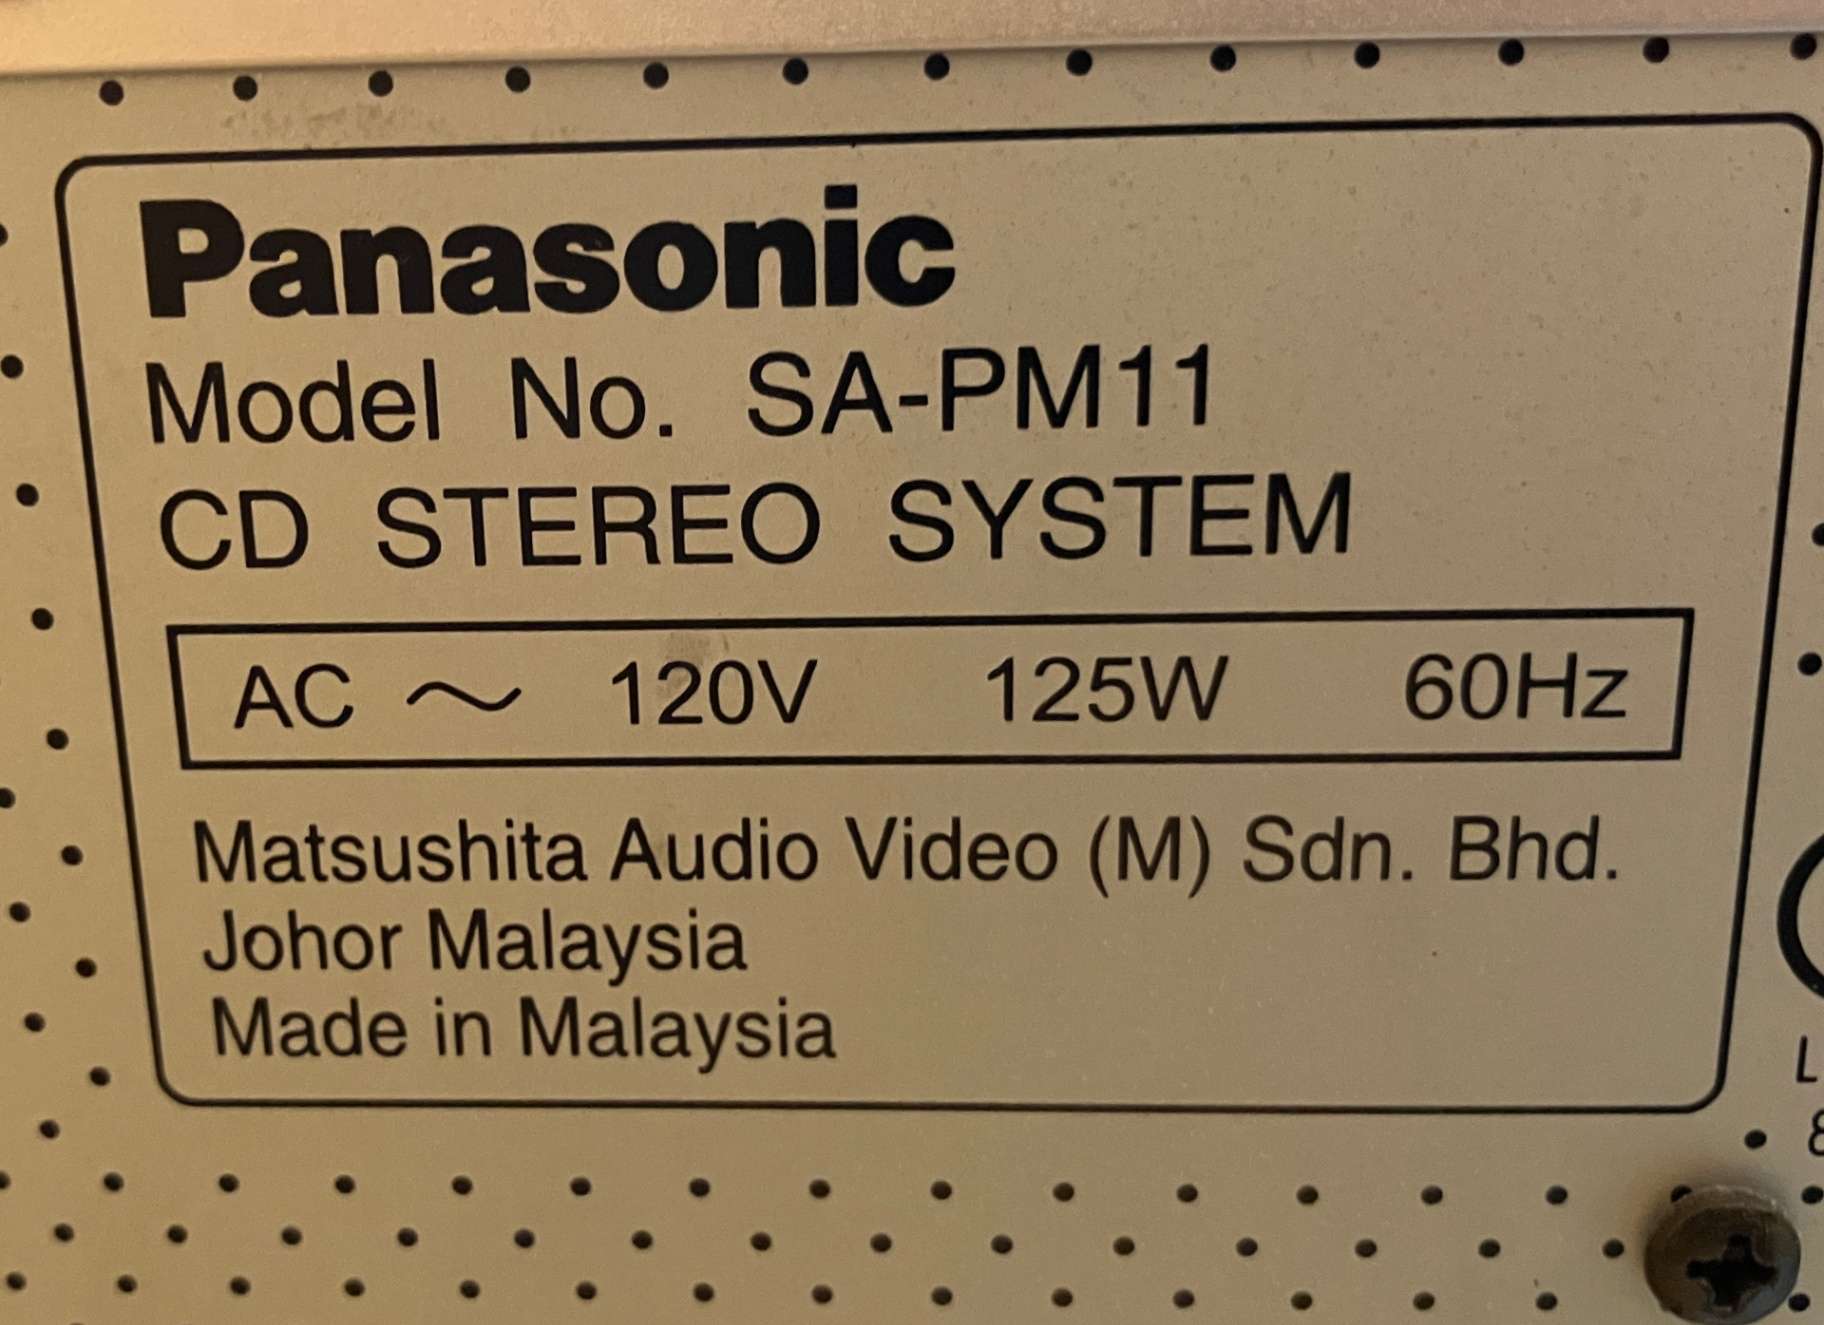 Panasonic
Model No. SA-PM11
CD STEREO SYSTEM
AC ~ 120V 125W 60Hz
Matsushita Audio Video (M) Sdn. Bhd.
Johor Malaysia
Made in Malaysia
L